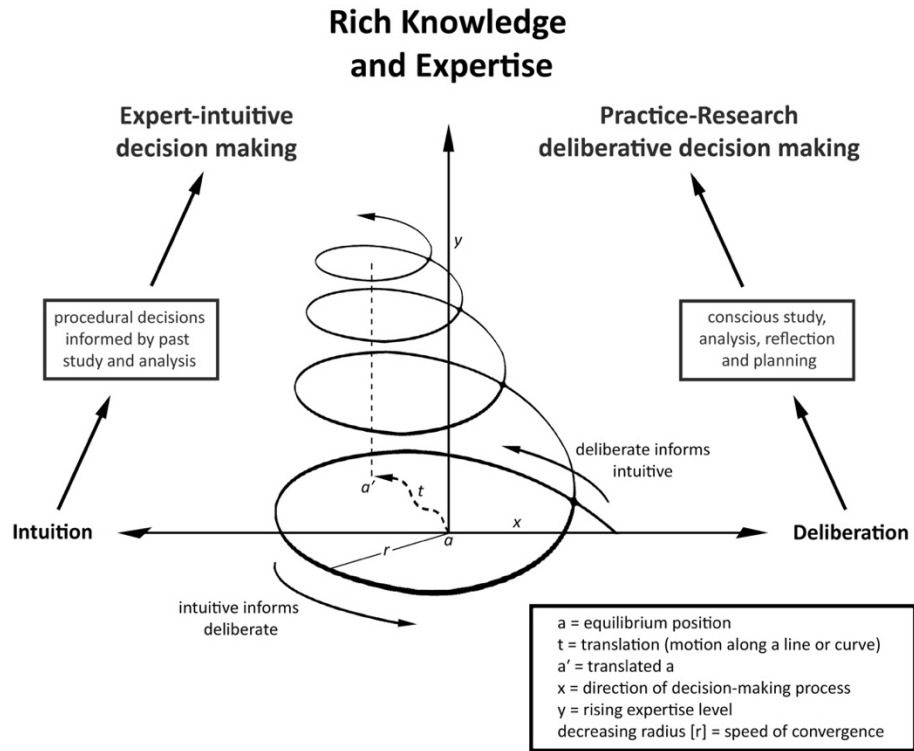 Rich Knowledge
and Expertise
Expert-intuitive
decision making
Practice-Research
deliberative decision making
y
procedural decisions
informed by past
study and analysis
conscious study,
analysis, reflection
and planning
deliberate informs
intuitive
a'
t
Intuition
x
Deliberation
a
r
intuitive informs
deliberate
a = equilibrium position
t = translation (motion along a line or curve)
a' = translated a
x = direction of decision-making process
y = rising expertise level
decreasing radius [r] = speed of convergence